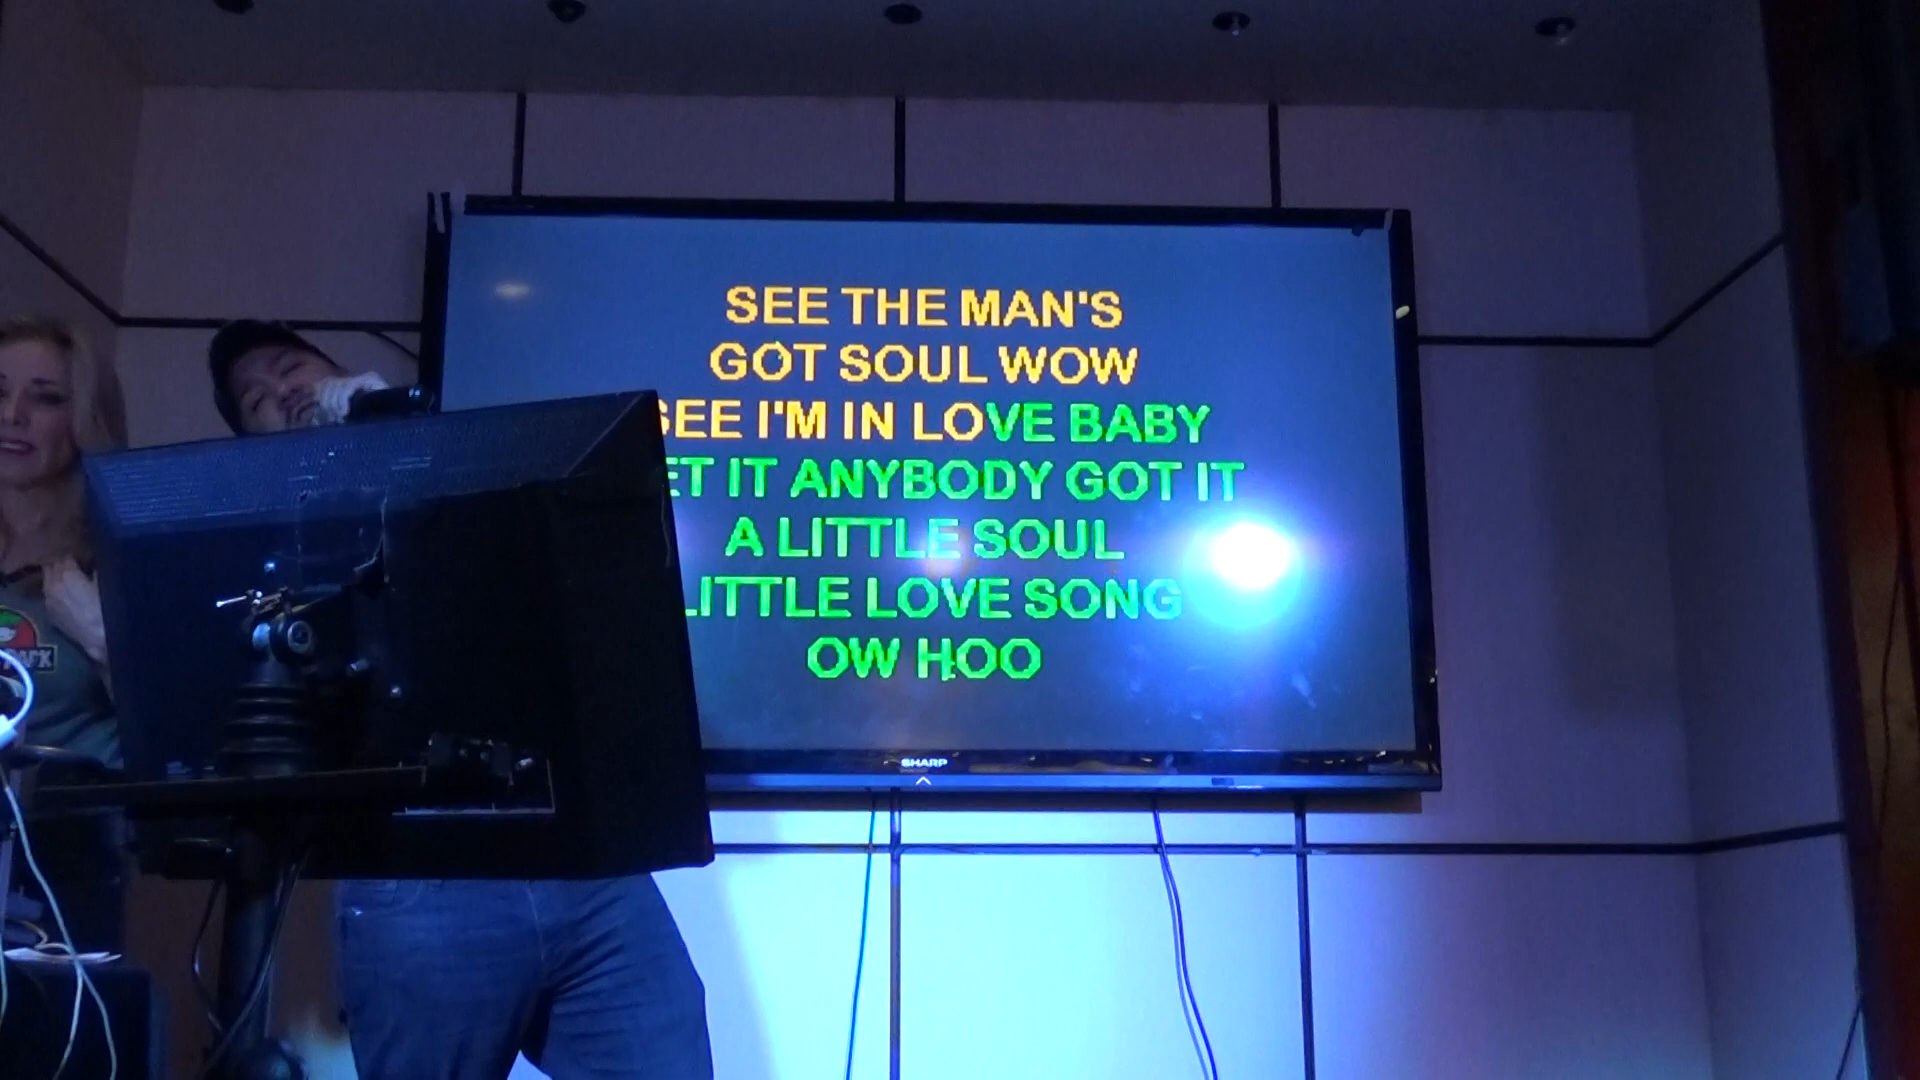 SEE THE MAN'S
GOT SOUL WOW
SEE I'M IN LOVE BABY
ET IT ANYBODY GOT IT
A LITTLE SOUL
LITTLE LOVE SONG
OW HOO
SHARP